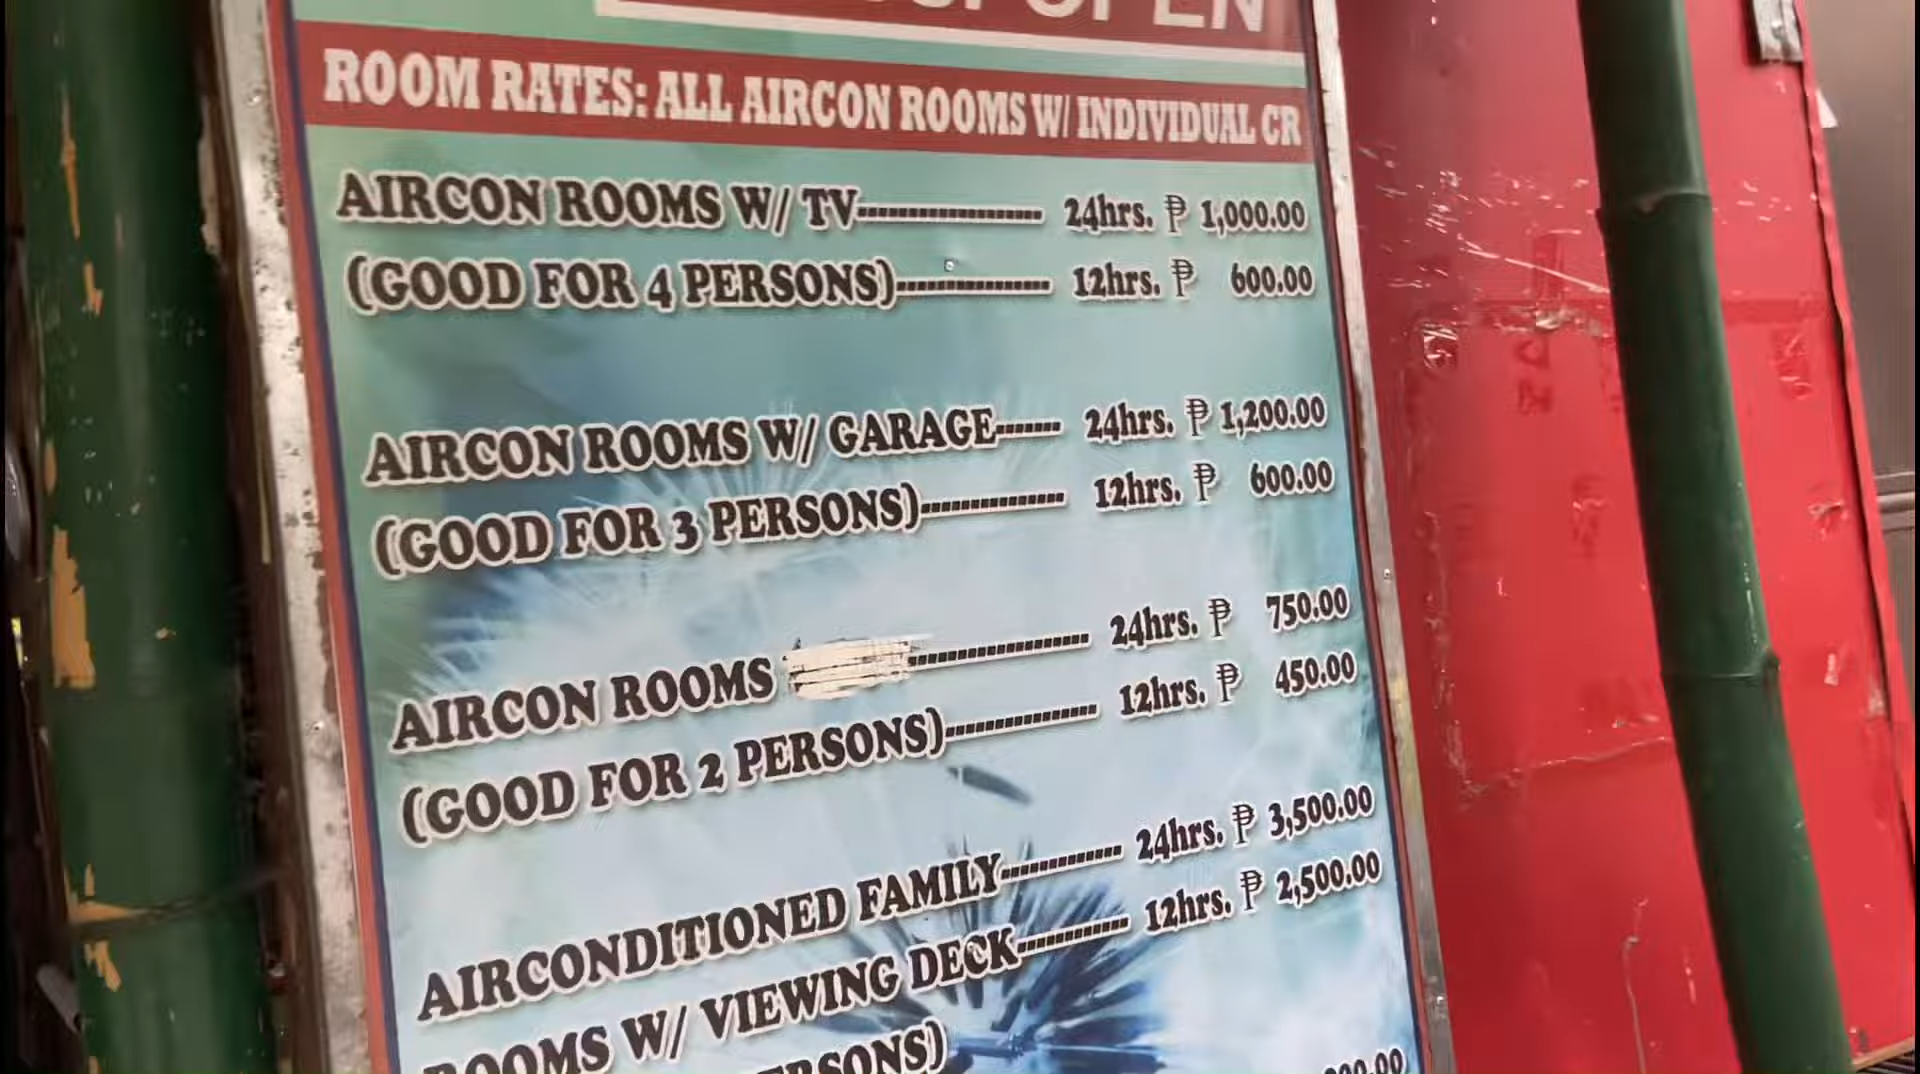 OPEN
ROOM RATES: ALL AIRCON ROOMS W/ INDIVIDUAL CR
AIRCON ROOMS W/ TV------------------ 24hrs. ₱ 1,000.00
(GOOD FOR 4 PERSONS)--------------- 12hrs. ₱ 600.00
AIRCON ROOMS W/ GARAGE------ 24hrs. ₱ 1,200.00
(GOOD FOR 3 PERSONS)-------------- 12hrs. ₱ 600.00
AIRCON ROOMS ------------------ 24hrs. ₱ 750.00
(GOOD FOR 2 PERSONS)--------------- 12hrs. ₱ 450.00
AIRCONDITIONED FAMILY------------ 24hrs. ₱ 3,500.00
ROOMS W/ VIEWING DECK----------- 12hrs. ₱ 2,500.00